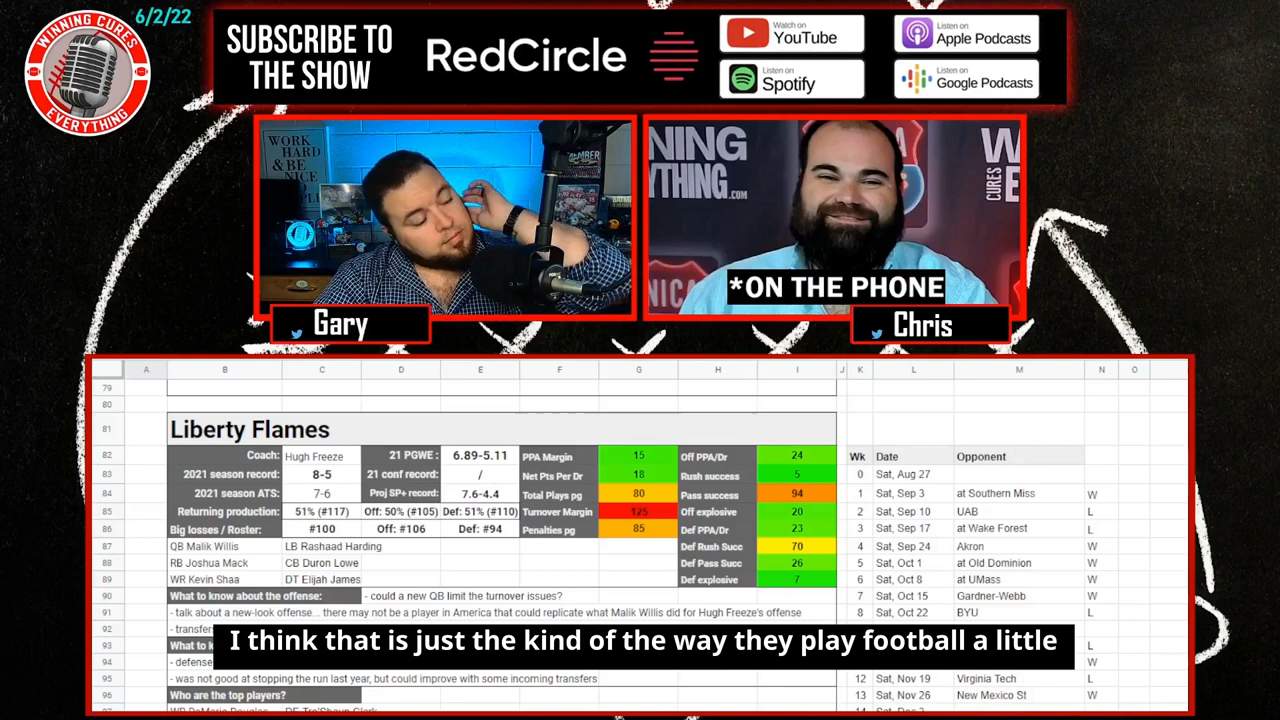 6/2/22
WINNING CURES
EVERYTHING
SUBSCRIBE TO
THE SHOW
RedCircle
Watch on
YouTube
Listen on
Apple Podcasts
Listen on
Spotify
Listen on
Google Podcasts
WORK
HARD
& BE
NICE
NING
YTHING.COM
W
CURES
E
NICA
*ON THE PHONE
Gary
Chris
A B C D E F G H I J K L M N O
79
80
81 Liberty Flames
82 Coach: Hugh Freeze 21 PGWE : 6.89-5.11 PPA Margin 15 Off PPA/Dr 24 Wk Date Opponent
83 2021 season record: 8-5 21 conf record: / Net Pts Per Dr 18 Rush success 5 0 Sat, Aug 27
84 2021 season ATS: 7-6 Proj SP+ record: 7.6-4.4 Total Plays pg 80 Pass success 94 1 Sat, Sep 3 at Southern Miss W
85 Returning production: 51% (#117) Off: 50% (#105) Def: 51% (#110) Turnover Margin 125 Off explosive 20 2 Sat, Sep 10 UAB L
86 Big losses / Roster: #100 Off: #106 Def: #94 Penalties pg 85 Def PPA/Dr 23 3 Sat, Sep 17 at Wake Forest L
87 QB Malik Willis LB Rashaad Harding Def Rush Succ 70 4 Sat, Sep 24 Akron W
88 RB Joshua Mack CB Duron Lowe Def Pass Succ 26 5 Sat, Oct 1 at Old Dominion W
89 WR Kevin Shaa DT Elijah James Def explosive 7 6 Sat, Oct 8 at UMass W
90 What to know about the offense: - could a new QB limit the turnover issues? 7 Sat, Oct 15 Gardner-Webb W
91 - talk about a new-look offense... there may not be a player in America that could replicate what Malik Willis did for Hugh Freeze's offense 8 Sat, Oct 22 BYU L
92 - transfer
I think that is just the kind of the way they play football a little
93 What to k L
94 - defense W
95 - was not good at stopping the run last year, but could improve with some incoming transfers 12 Sat, Nov 19 Virginia Tech L
96 Who are the top players? 13 Sat, Nov 26 New Mexico St W